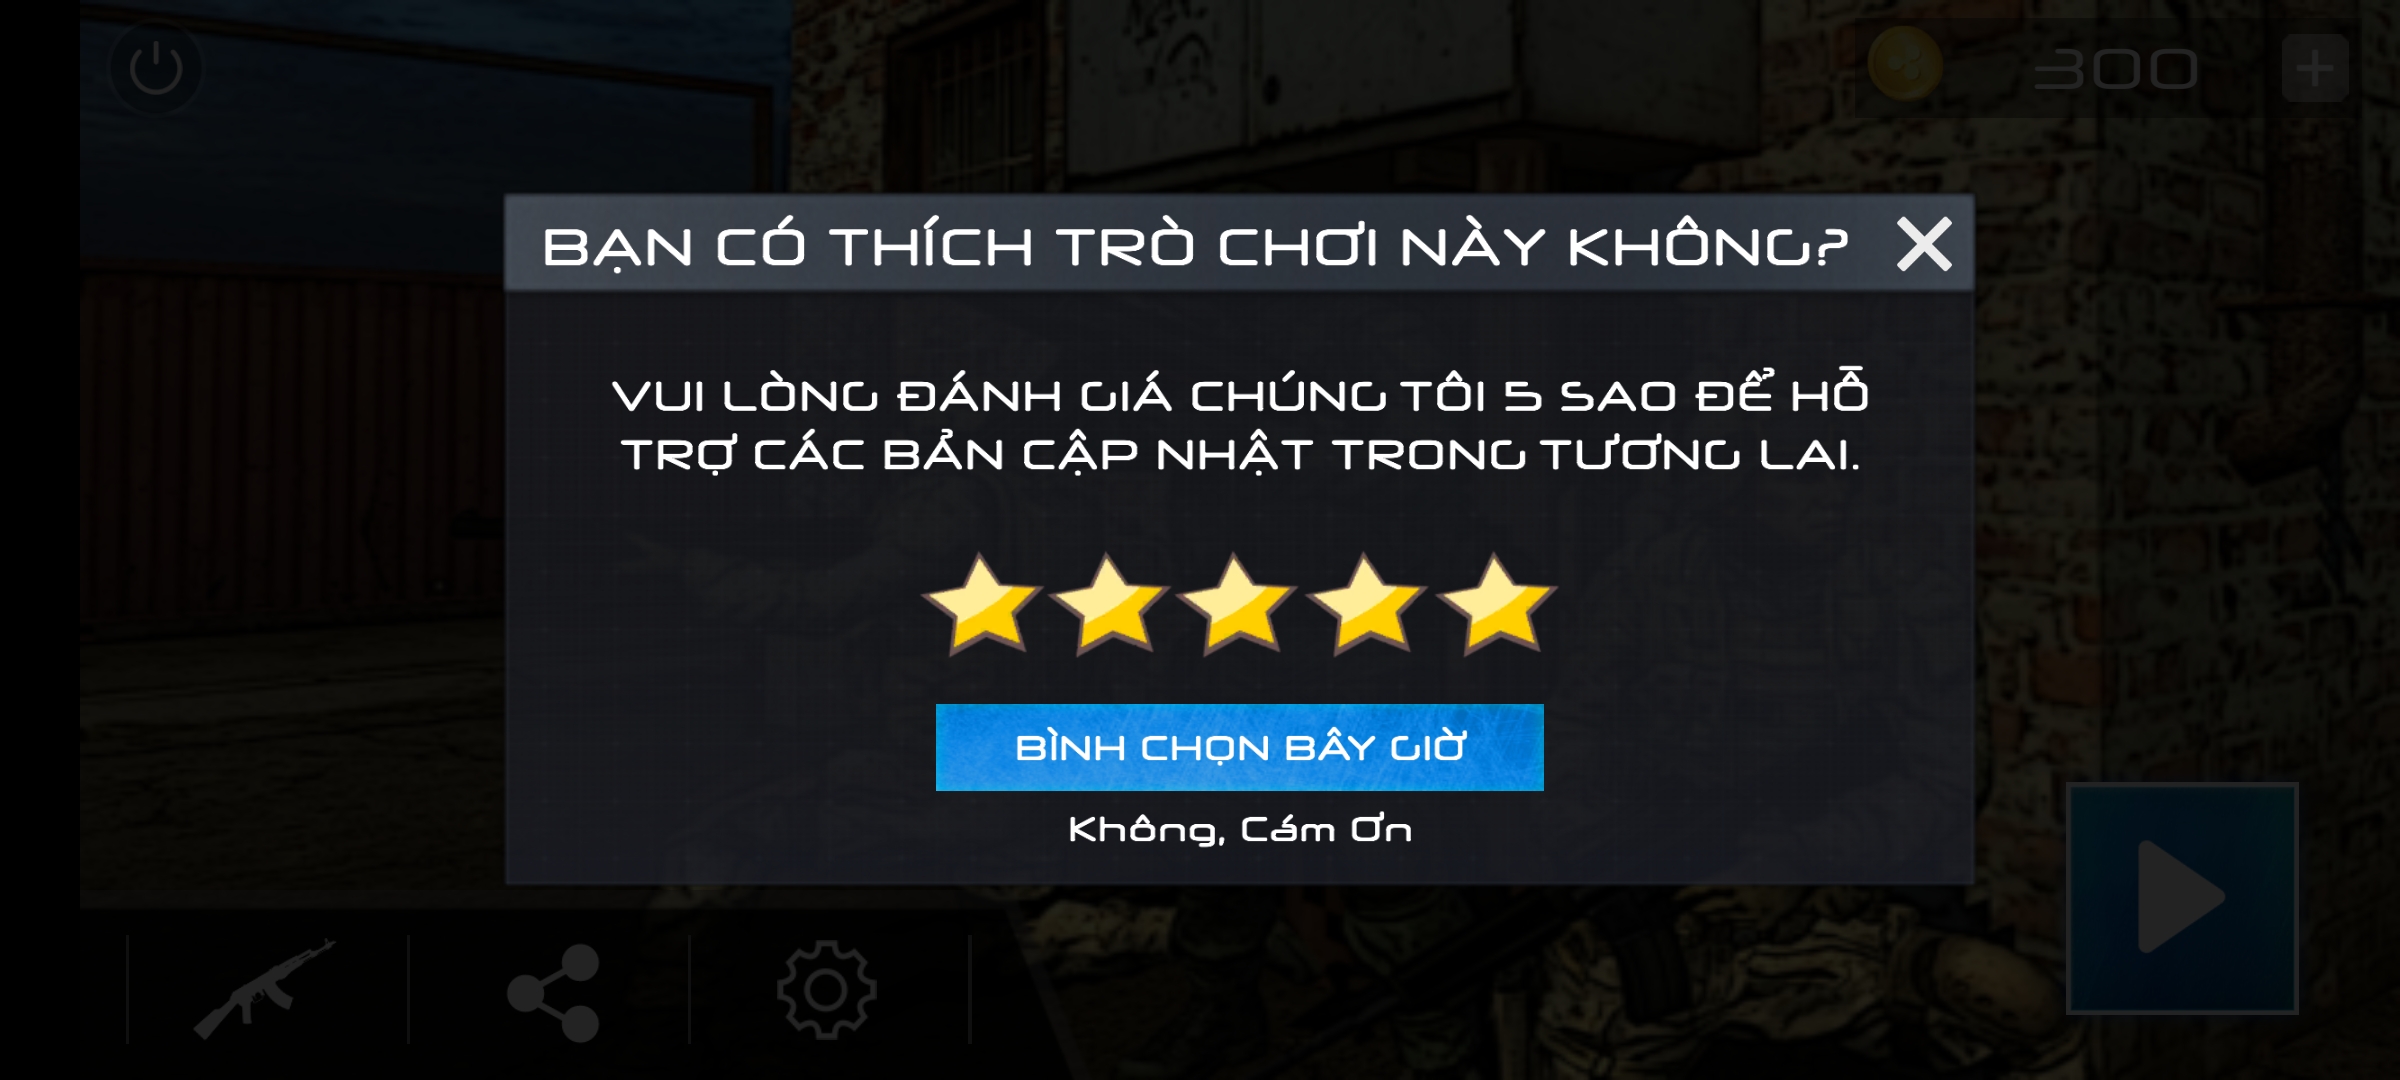 300
BẠN CÓ THÍCH TRÒ CHƠI NÀY KHÔNG?
VUI LÒNG ĐÁNH GIÁ CHÚNG TÔI 5 SAO ĐỂ HỖ
TRỢ CÁC BẢN CẬP NHẬT TRONG TƯƠNG LAI.
BÌNH CHỌN BÂY GIỜ
Không, Cám Ơn